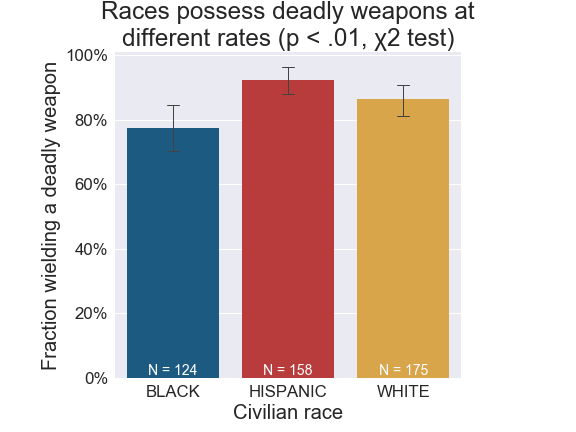 Races possess deadly weapons at
different rates (p < .01, χ2 test)
Fraction wielding a deadly weapon
100%
80%
60%
40%
20%
0%
N = 124
N = 158
N = 175
BLACK
HISPANIC
WHITE
Civilian race